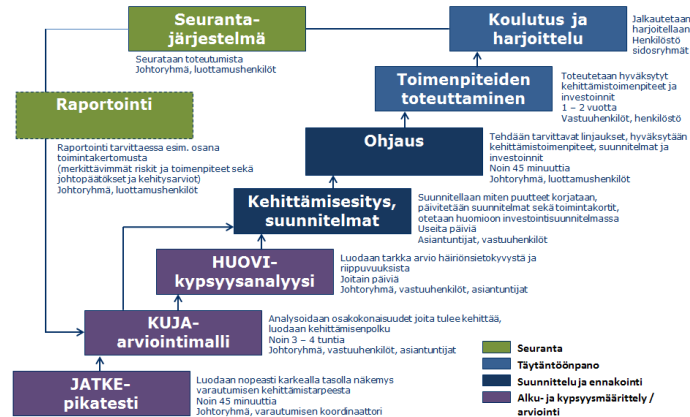 Seuranta-
järjestelmä
Seurataan toteutumista
Johtoryhmä, luottamushenkilöt
Koulutus ja
harjoittelu
Jalkautetaan
harjoitellaan
Henkilöstö
sidosryhmät
Raportointi
Raportointi tarvittaessa esim. osana
toimintakertomusta
(merkittävimmät riskit ja toimenpiteet sekä
johtopäätökset ja kehitysarviot)
Johtoryhmä, luottamushenkilöt
Toimenpiteiden
toteuttaminen
Toteutetaan hyväksytyt
kehittämistoimenpiteet ja
investoinnit
1 – 2 vuotta
Vastuuhenkilöt, henkilöstö
Ohjaus
Tehdään tarvittavat linjaukset, hyväksytään
kehittämistoimenpiteet, suunnitelmat ja
investoinnit
Noin 45 minuuttia
Johtoryhmä, luottamushenkilöt
Kehittämisesitys,
suunnitelmat
Suunnitellaan miten puutteet korjataan,
päivitetään suunnitelmat sekä toimintakortit,
otetaan huomioon investointisuunnitelmassa
Useita päiviä
Asiantuntijat, vastuuhenkilöt
HUOVI-
kypsyysanalyysi
Luodaan tarkka arvio häiriönsietokyvystä ja
riippuvuuksista
Joitain päiviä
Johtoryhmä, vastuuhenkilöt, asiantuntijat
KUJA-
arviointimalli
Analysoidaan osakokonaisuudet joita tulee kehittää,
luodaan kehittämisenpolku
Noin 3 – 4 tuntia
Johtoryhmä, vastuuhenkilöt, asiantuntijat
JATKE-
pikatesti
Luodaan nopeasti karkealla tasolla näkemys
varautumisen kehittämistarpeesta
Noin 45 minuuttia
Johtoryhmä, varautumisen koordinaattori
Seuranta
Täytäntöönpano
Suunnittelu ja ennakointi
Alku- ja kypsyysmäärittely /
arviointi